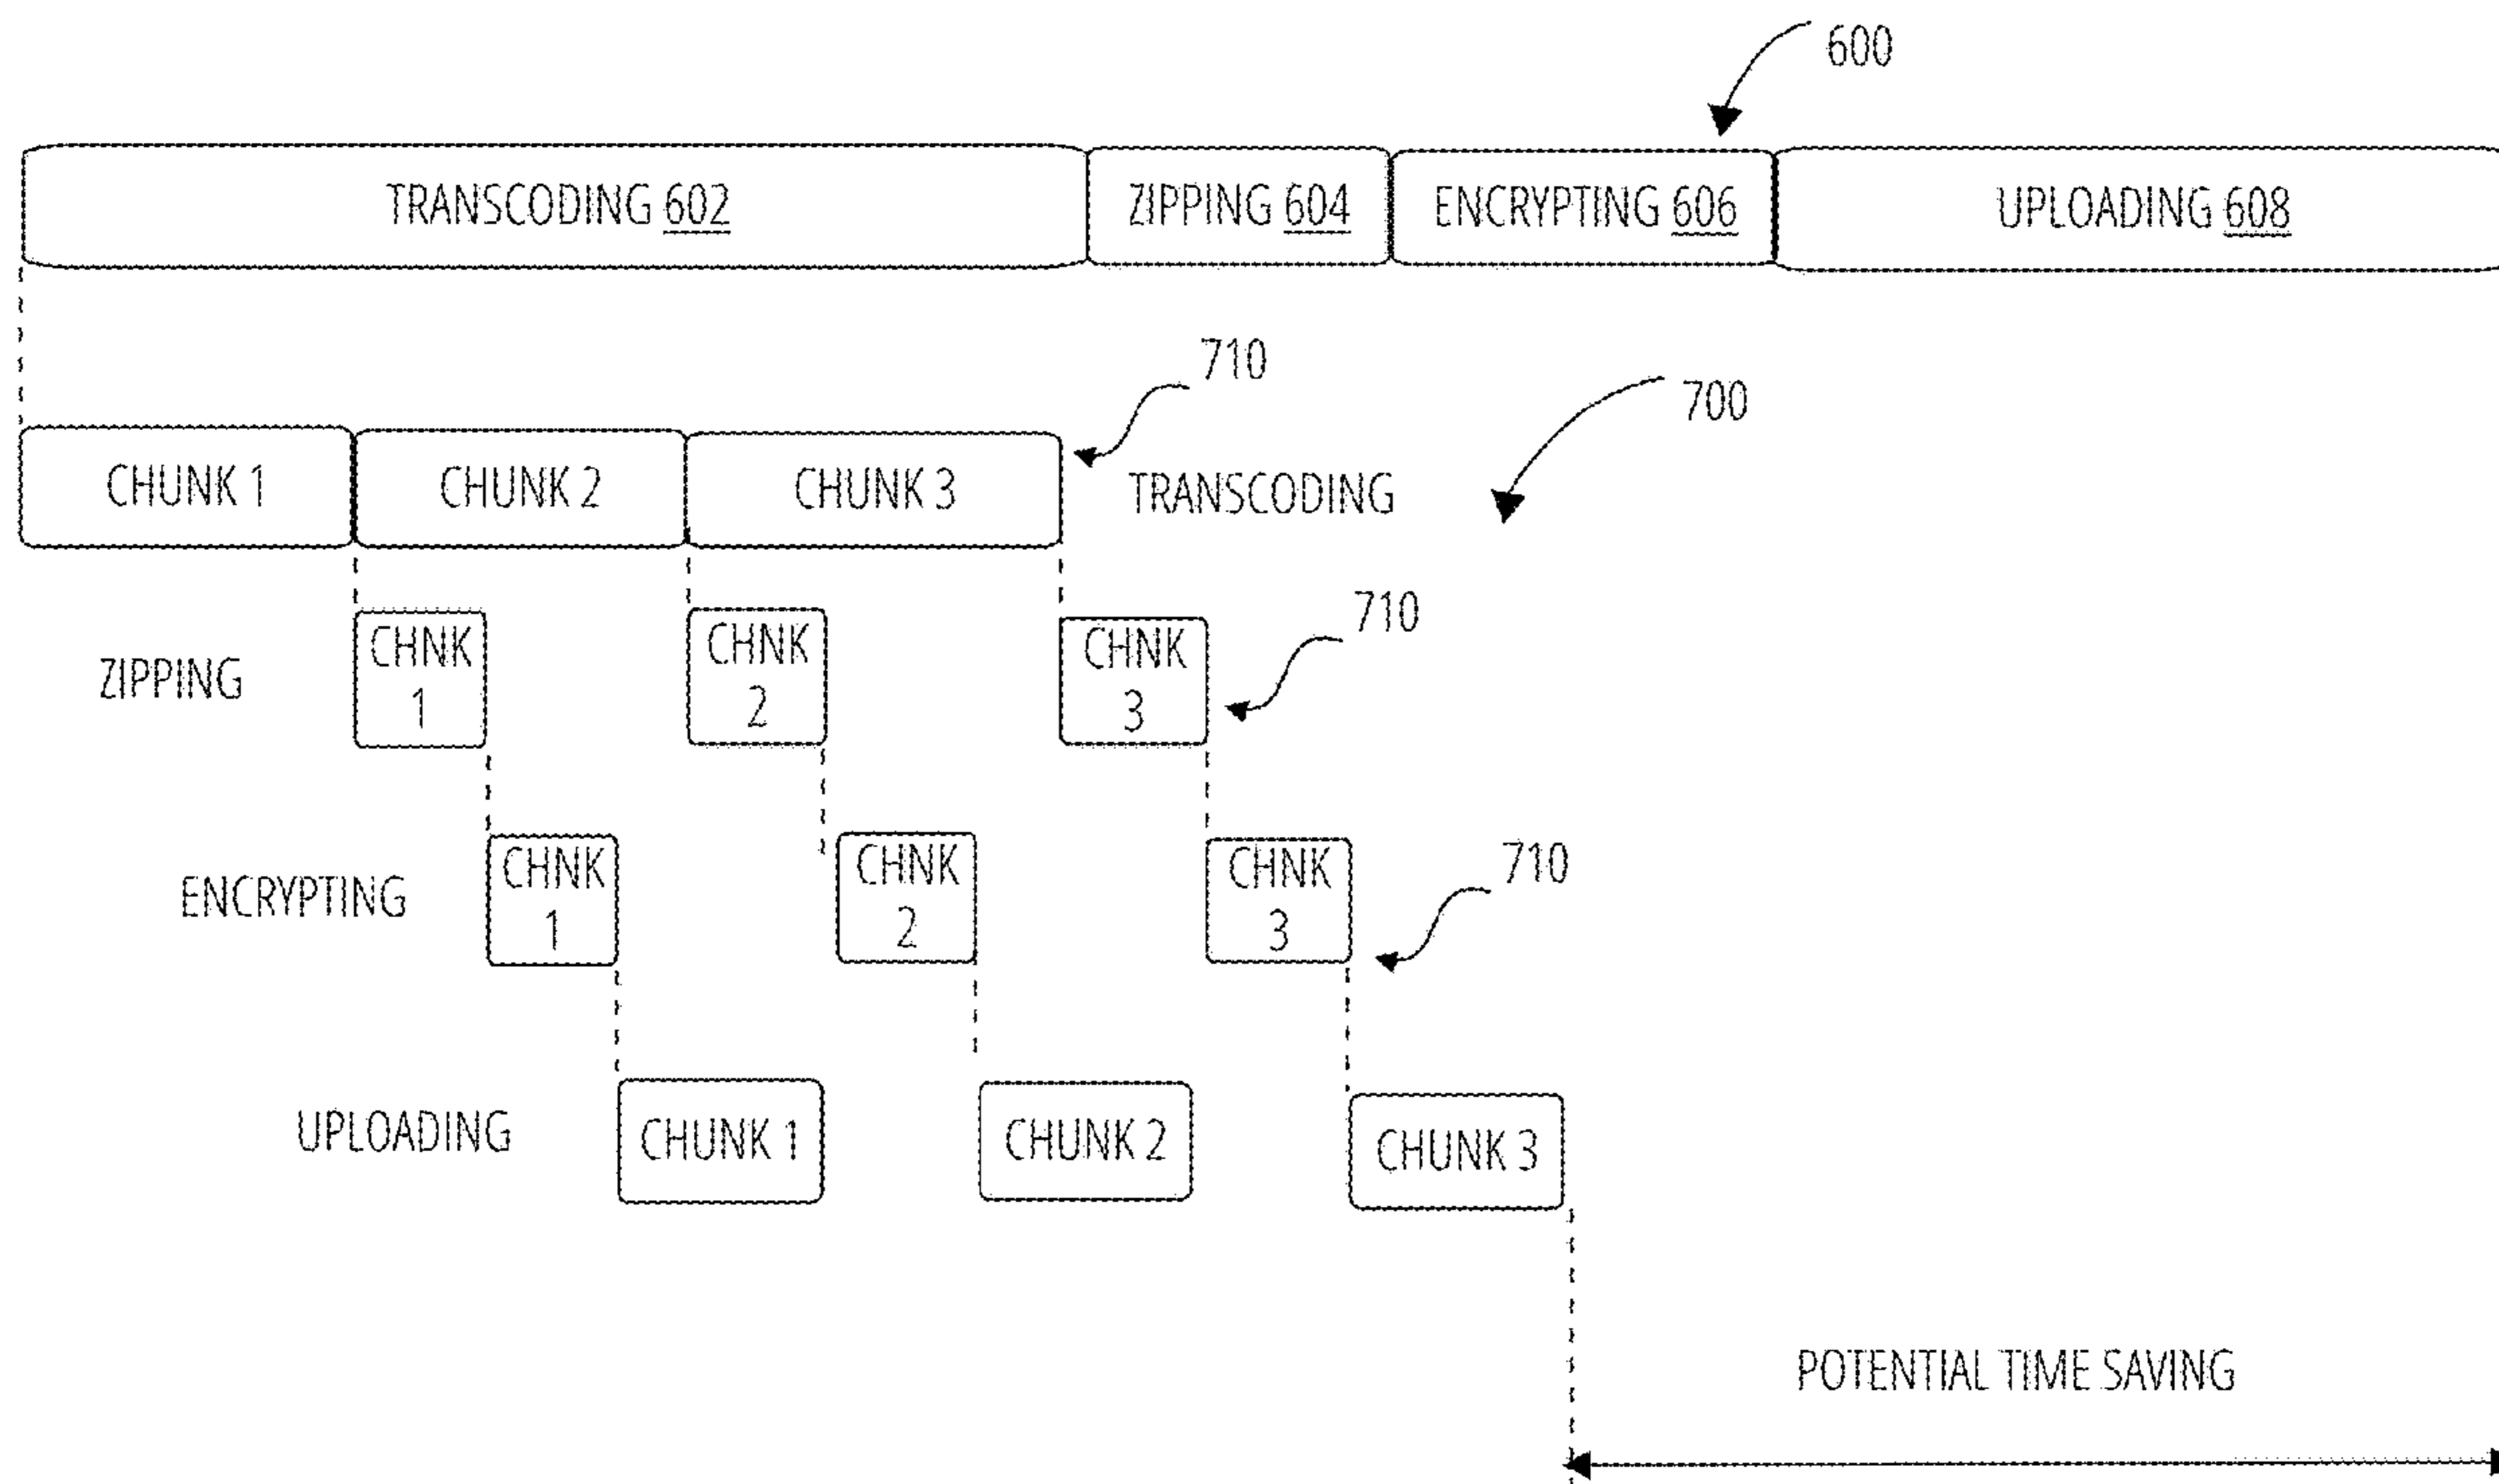 600
TRANSCODING 602 ZIPPING 604 ENCRYPTING 606 UPLOADING 608
710
700
CHUNK 1 CHUNK 2 CHUNK 3 TRANSCODING
710
ZIPPING
CHNK
1
CHNK
2
CHNK
3
710
ENCRYPTING
CHNK
1
CHNK
2
CHNK
3
UPLOADING CHUNK 1 CHUNK 2 CHUNK 3
POTENTIAL TIME SAVING